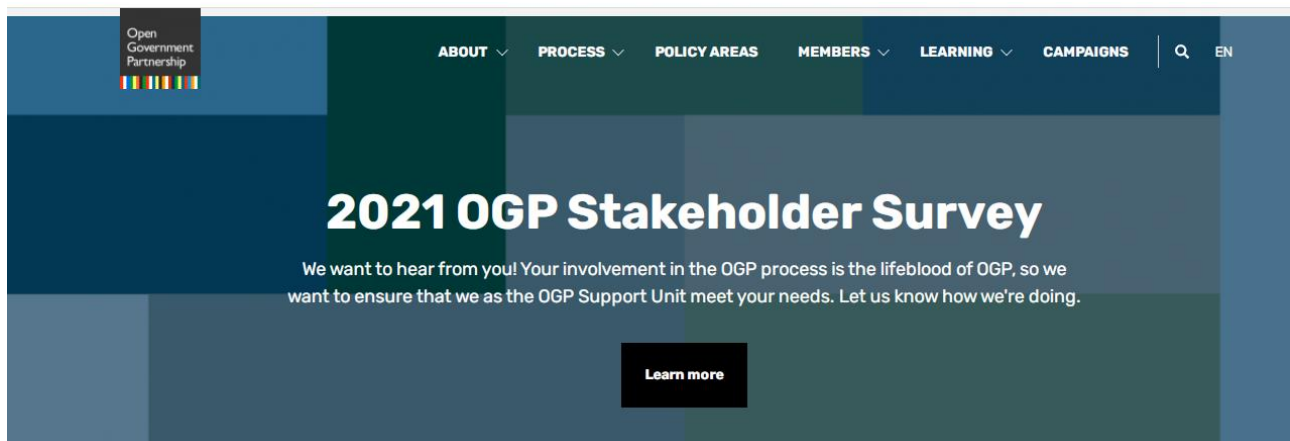 Open
Government
Partnership
ABOUT PROCESS POLICY AREAS MEMBERS LEARNING CAMPAIGNS EN
2021 OGP Stakeholder Survey
We want to hear from you! Your involvement in the OGP process is the lifeblood of OGP, so we
want to ensure that we as the OGP Support Unit meet your needs. Let us know how we're doing.
Learn more